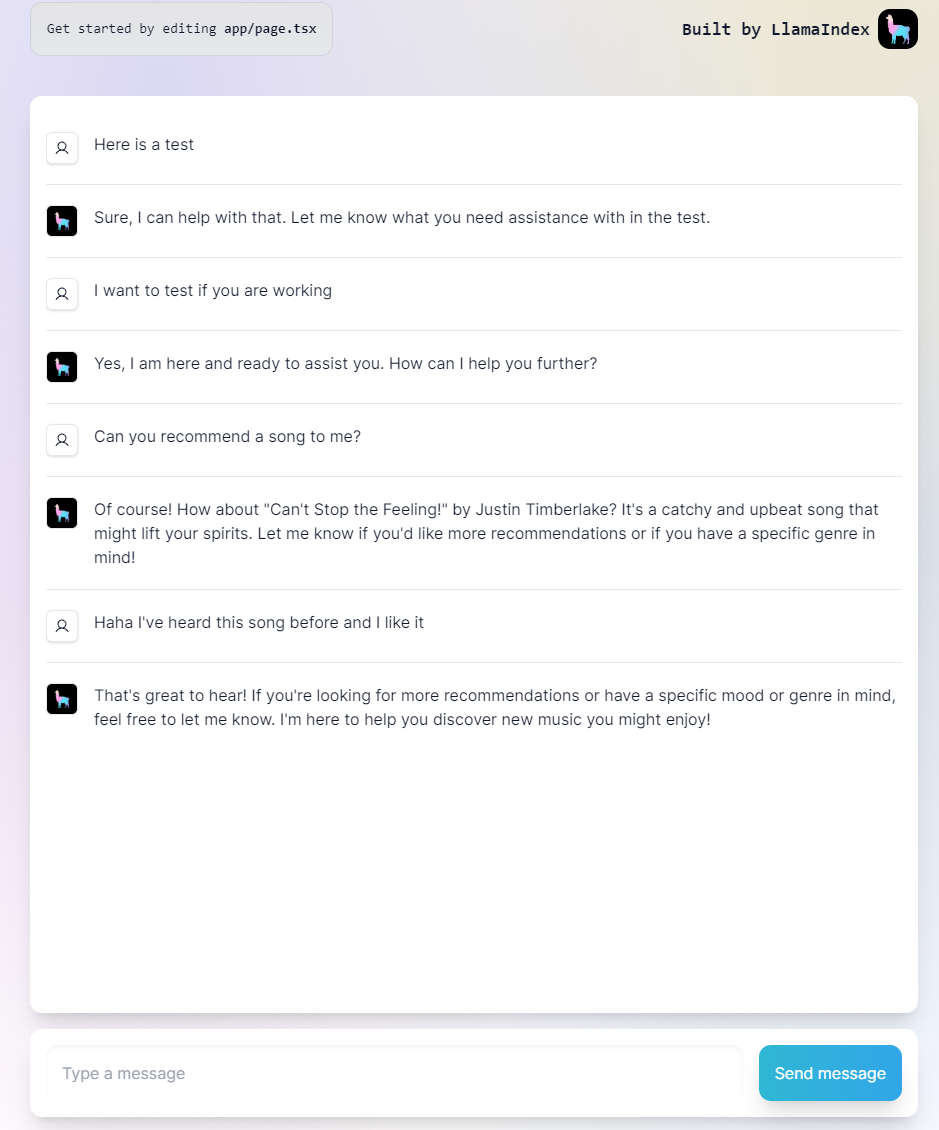 Get started by editing app/page.tsx
Built by LlamaIndex
Here is a test
Sure, I can help with that. Let me know what you need assistance with in the test.
I want to test if you are working
Yes, I am here and ready to assist you. How can I help you further?
Can you recommend a song to me?
Of course! How about "Can't Stop the Feeling!" by Justin Timberlake? It's a catchy and upbeat song that
might lift your spirits. Let me know if you'd like more recommendations or if you have a specific genre in
mind!
Haha I've heard this song before and I like it
That's great to hear! If you're looking for more recommendations or have a specific mood or genre in mind,
feel free to let me know. I'm here to help you discover new music you might enjoy!
Type a message
Send message